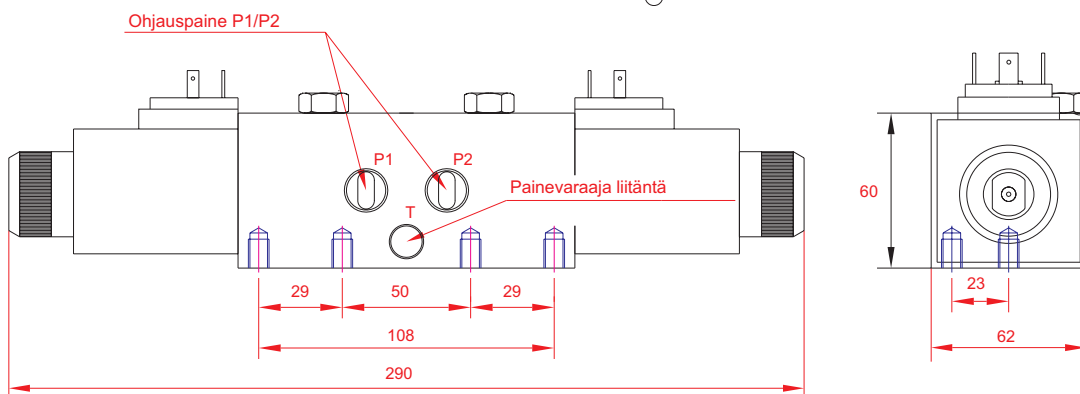 Ohjauspaine P1/P2
P1
P2
Painevaraaja liitäntä
T
60
29
50
29
23
108
62
290